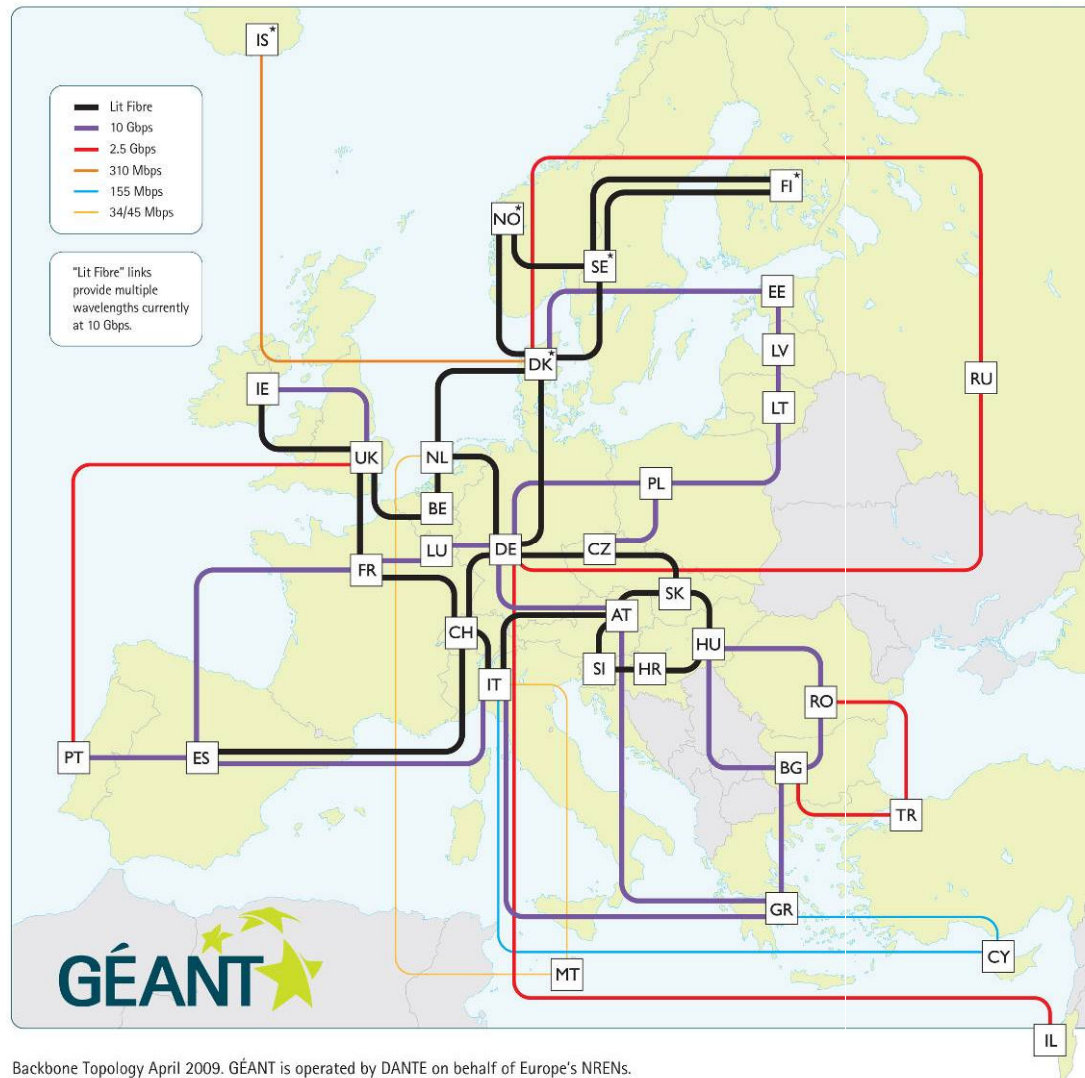 IS*
Lit Fibre
10 Gbps
2.5 Gbps
310 Mbps
155 Mbps
34/45 Mbps
"Lit Fibre" links
provide multiple
wavelengths currently
at 10 Gbps.
FI*
NO*
SE*
EE
LV
DK*
RU
IE
LT
UK
NL
PL
BE
LU
DE
CZ
FR
SK
AT
CH
HU
SI
HR
IT
RO
PT
ES
BG
TR
GR
CY
MT
GÉANT
IL
Backbone Topology April 2009. GÉANT is operated by DANTE on behalf of Europe's NRENs.